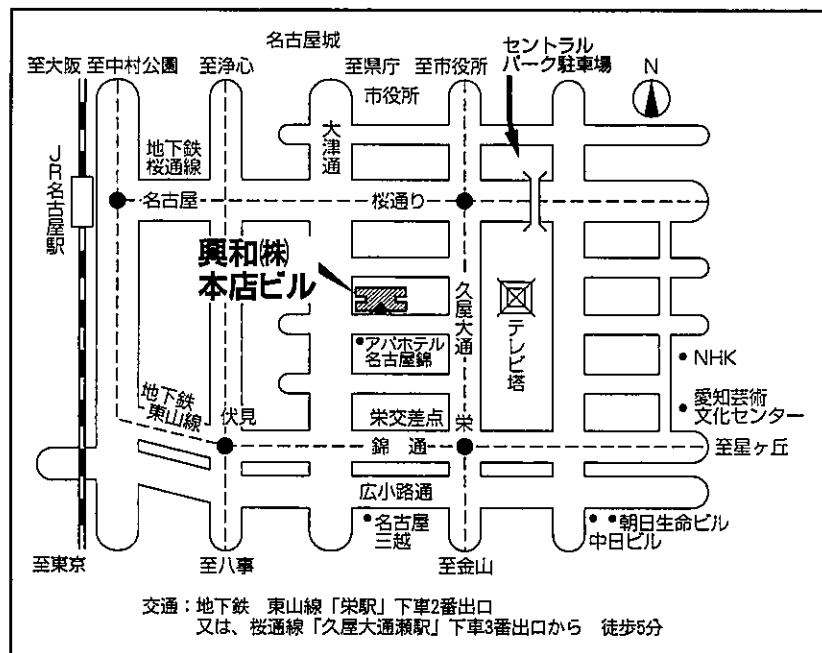 名古屋城
セントラル
パーク駐車場
至大阪
至中村公園
至浄心
至県庁
至市役所
市役所
N
地下鉄
桜通線
大津通
JR名古屋駅
名古屋
桜通り
興和㈱
本店ビル
久屋大通
テレビ塔
アパホテル
名古屋錦
NHK
愛知芸術
文化センター
地下鉄
東山線
伏見
栄交差点
栄
錦通
至星ヶ丘
広小路通
名古屋
三越
朝日生命ビル
中日ビル
至東京
至八事
至金山
交通：地下鉄 東山線「栄駅」下車2番出口
又は、桜通線「久屋大通瀬駅」下車3番出口から 徒歩5分